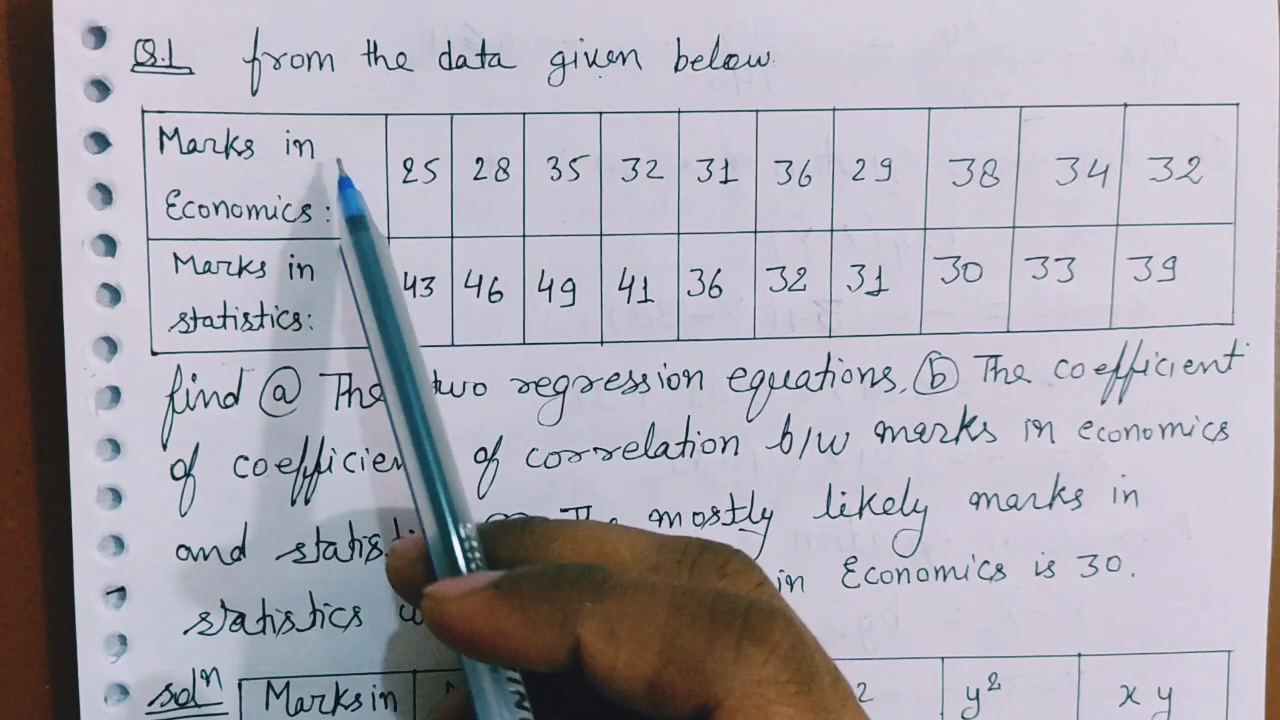 Q.1 from the data given below.
Marks in Economics: 25 28 35 32 31 36 29 38 34 32
Marks in statistics: 43 46 49 41 36 32 31 30 33 39
find (a) The two regression equations, (b) The coefficient
of coefficien of correlation b/w marks in economics
and statis The mostly likely marks in
statistics in Economics is 30.
solⁿ Marks in 2 y² x y